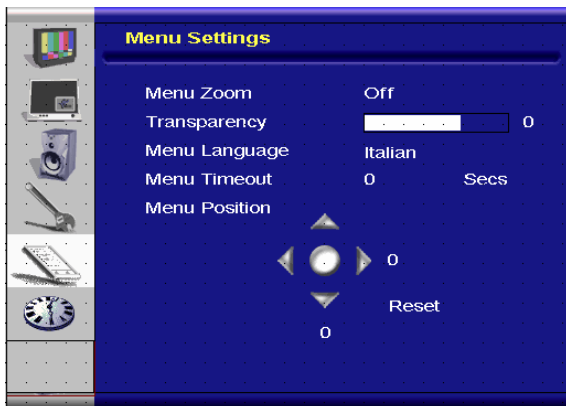 Menu Settings
Menu Zoom Off
Transparency 0
Menu Language Italian
Menu Timeout 0 Secs
Menu Position
0
Reset
0